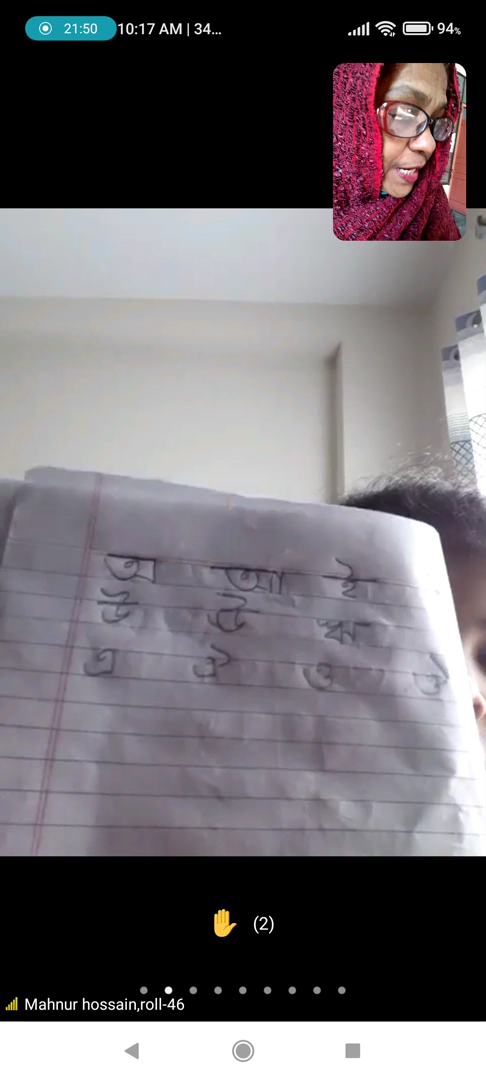 21:50 10:17 AM | 34... 94%
অ আ ই
উ ঊ ঋ
এ ঐ ও ঔ
(2)
Mahnur hossain,roll-46